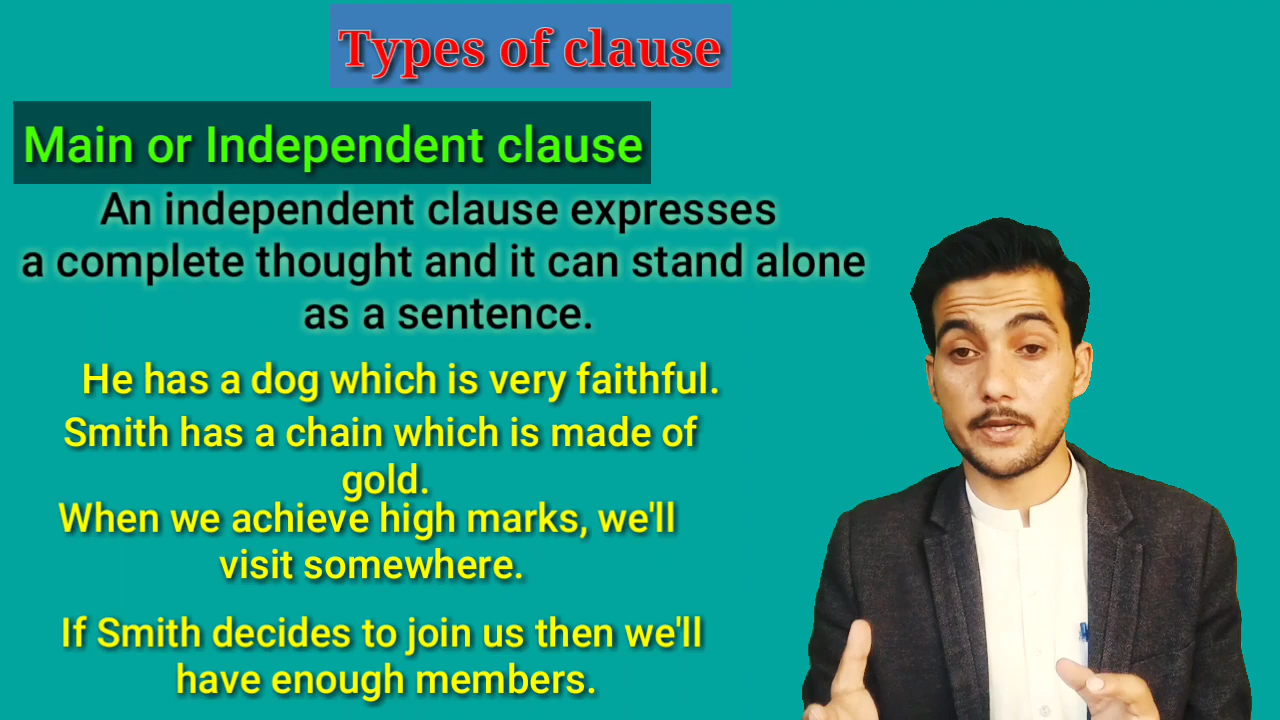 Types of clause
Main or Independent clause
An independent clause expresses
a complete thought and it can stand alone
as a sentence.
He has a dog which is very faithful.
Smith has a chain which is made of
gold.
When we achieve high marks, we'll
visit somewhere.
If Smith decides to join us then we'll
have enough members.